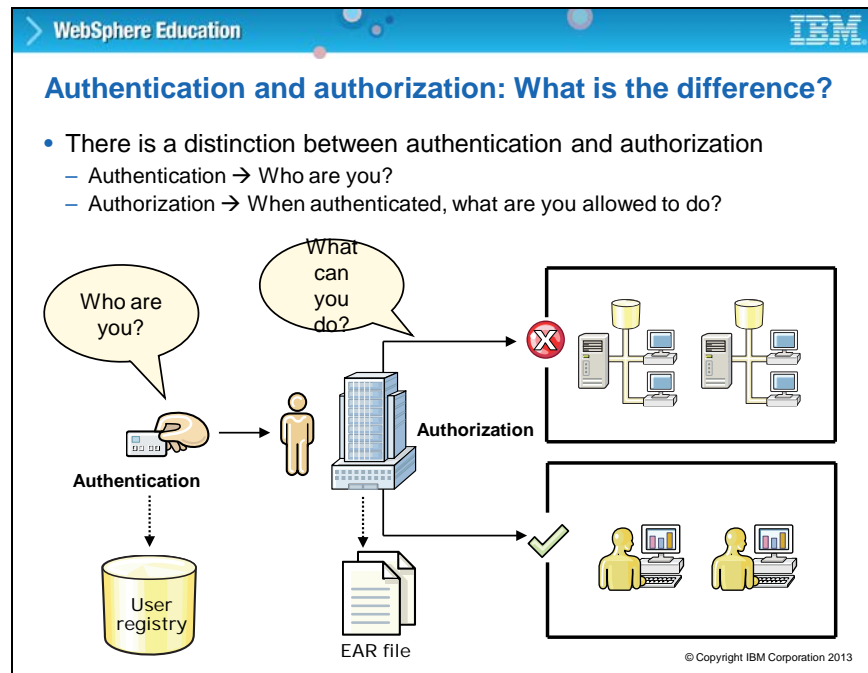 WebSphere Education
IBM
Authentication and authorization: What is the difference?
• There is a distinction between authentication and authorization
– Authentication → Who are you?
– Authorization → When authenticated, what are you allowed to do?
Who are
you?
What
can
you
do?
Authorization
Authentication
User
registry
EAR file
© Copyright IBM Corporation 2013